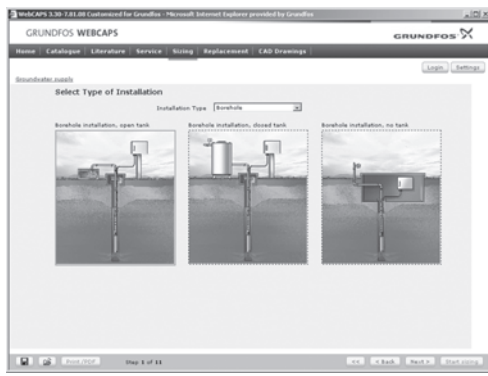 WebCAPS 3.30-7.01.08 Customized for Grundfos - Microsoft Internet Explorer provided by Grundfos
GRUNDFOS WEBCAPS
GRUNDFOS
Home Catalogue Literature Service Sizing Replacement CAD Drawings
Login Settings
Groundwater supply
Select Type of Installation
Installation Type Borehole
Borehole installation, open tank Borehole installation, closed tank Borehole installation, no tank
Print/PDF Step 1 of 11 << < Back Next > Start sizing